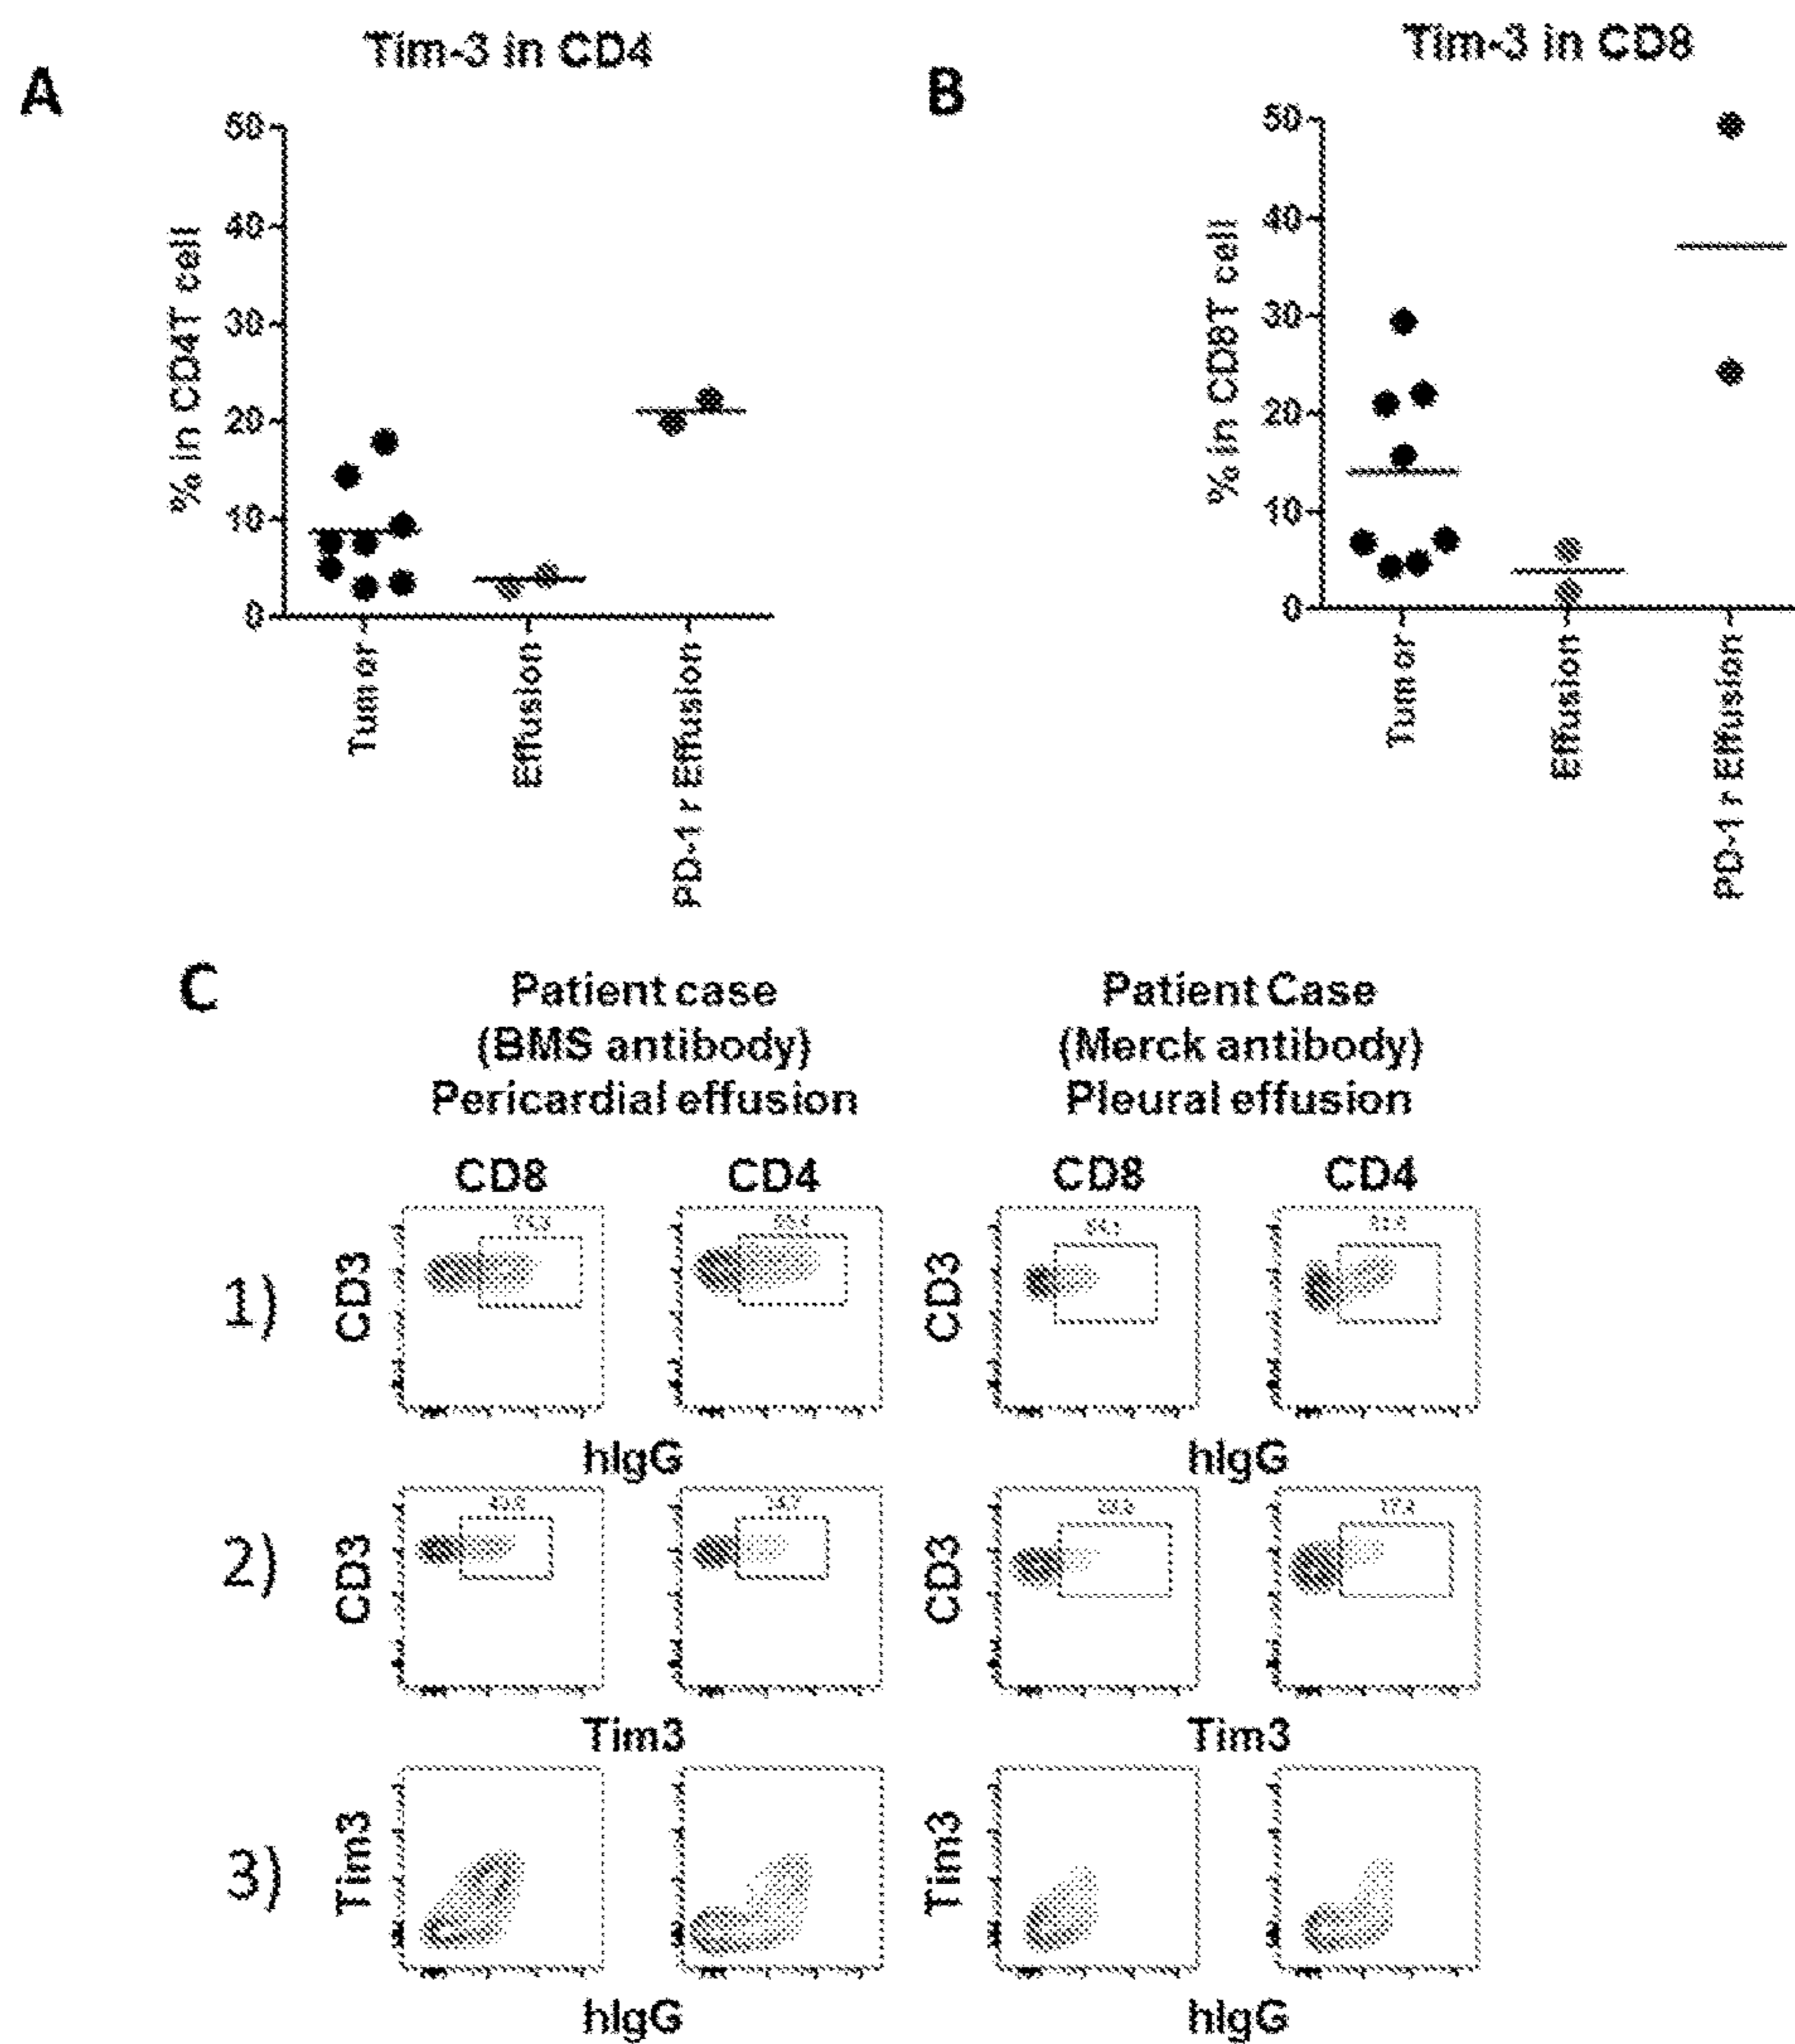 A
Tim-3 in CD4
% in CD4T cell
50
40
30
20
10
0
Tumor
Effusion
PD-1 r Effusion
B
Tim-3 in CD8
% in CD8T cell
50
40
30
20
10
0
Tumor
Effusion
PD-1 r Effusion
C
Patient case
(BMS antibody)
Pericardial effusion
Patient Case
(Merck antibody)
Pleural effusion
CD8
CD4
CD8
CD4
1)
CD3
CD3
hIgG
hIgG
2)
CD3
CD3
Tim3
Tim3
3)
Tim3
Tim3
hIgG
hIgG